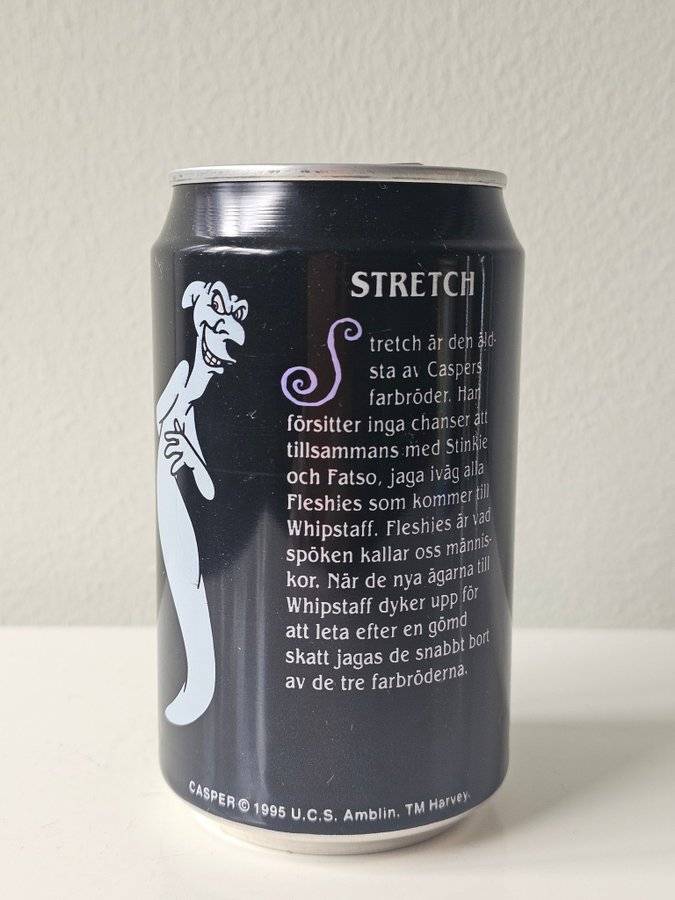 STRETCH
Stretch är den äld-
sta av Caspers
farbröder. Han
försitter inga chanser att
tillsammans med Stinkie
och Fatso, jaga iväg alla
Fleshies som kommer till
Whipstaff. Fleshies är vad
spöken kallar oss männis-
kor. När de nya ägarna till
Whipstaff dyker upp för
att leta efter en gömd
skatt jagas de snabbt bort
av de tre farbröderna.
CASPER © 1995 U.C.S. Amblin. TM Harvey.